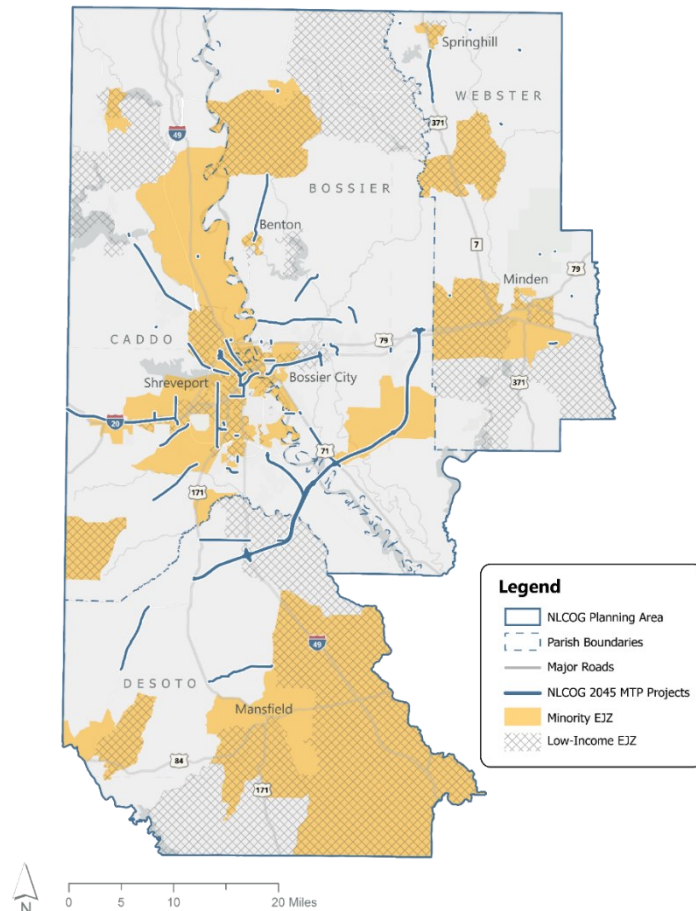 Springhill
WEBSTER
371
49
BOSSIER
Benton
7
Minden
79
CADDO
79
Shreveport
Bossier City
371
20
71
171
49
DESOTO
Mansfield
84
171
Legend
NLCOG Planning Area
Parish Boundaries
Major Roads
NLCOG 2045 MTP Projects
Minority EJZ
Low-Income EJZ
N
0 5 10 20 Miles